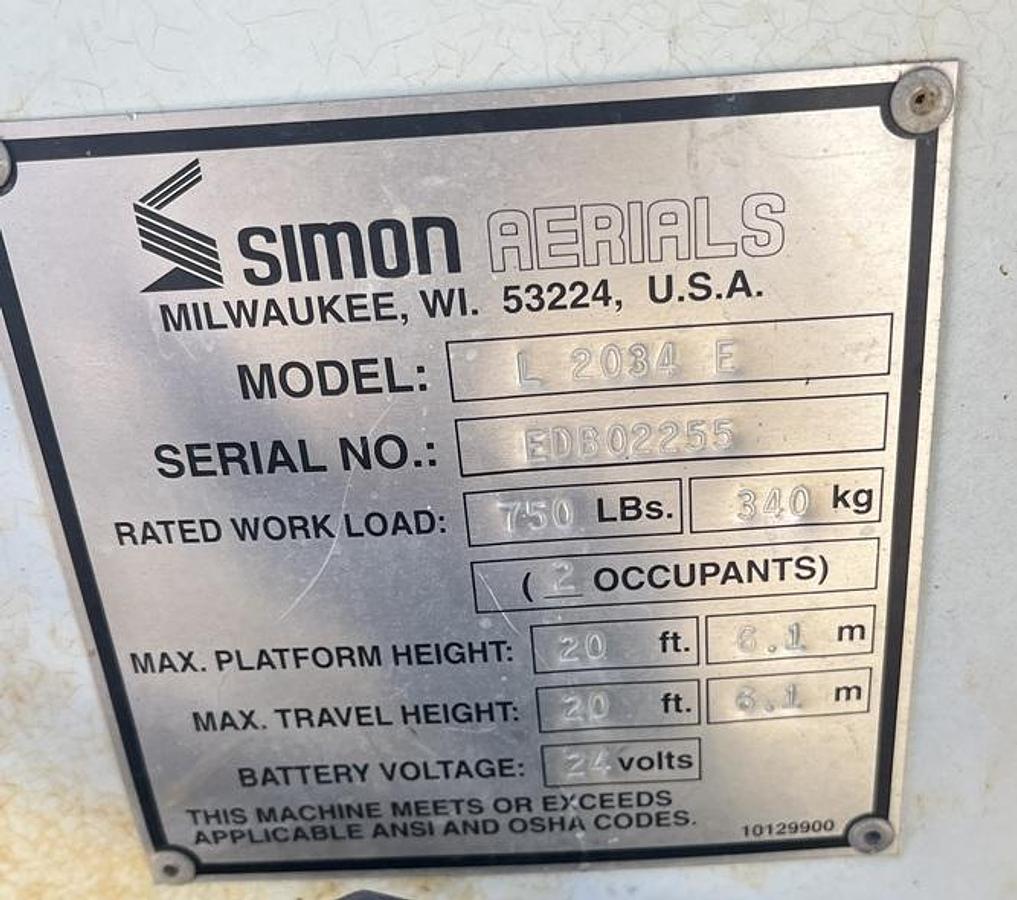 SIMON AERIALS
MILWAUKEE, WI. 53224, U.S.A.
MODEL: L 2034 E
SERIAL NO.: EDB02255
RATED WORK LOAD: 750 LBs. 340 kg
( 2 OCCUPANTS)
MAX. PLATFORM HEIGHT: 20 ft. 6.1 m
MAX. TRAVEL HEIGHT: 20 ft. 6.1 m
BATTERY VOLTAGE: 24 volts
THIS MACHINE MEETS OR EXCEEDS
APPLICABLE ANSI AND OSHA CODES. 10129900